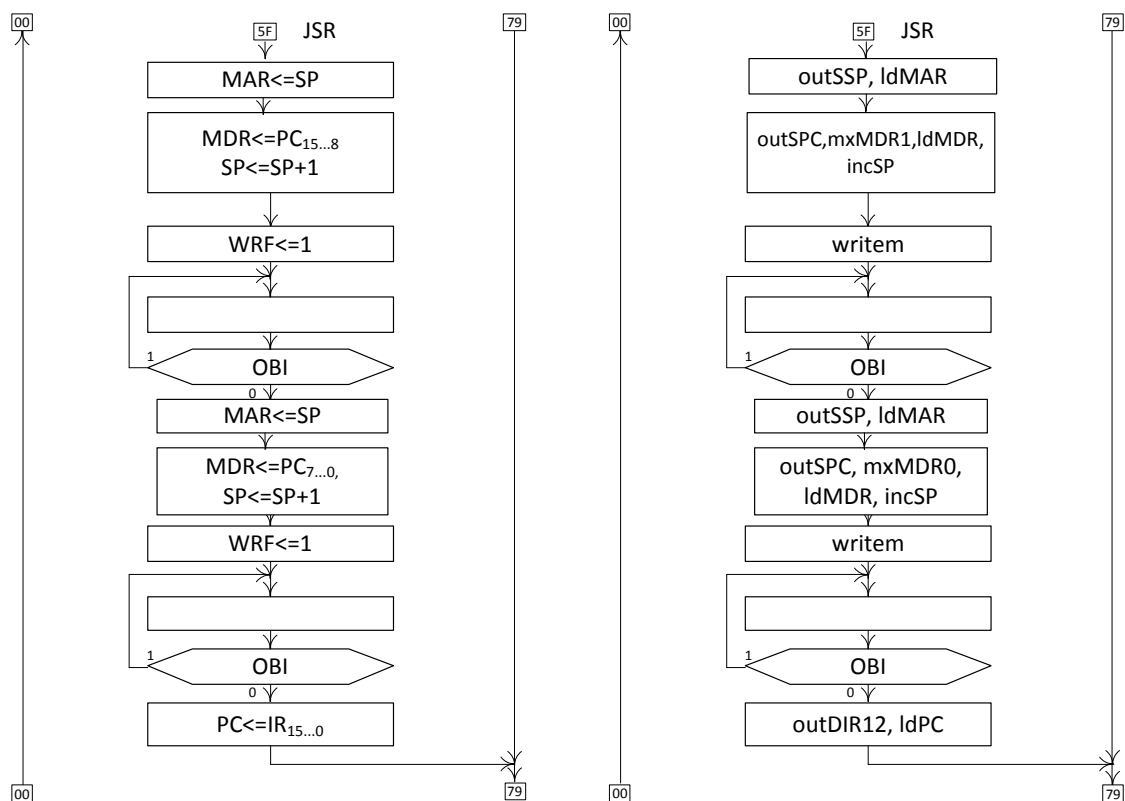 00
5F JSR
79
MAR<=SP
MDR<=PC15...8
SP<=SP+1
WRF<=1
1
OBI
0
MAR<=SP
MDR<=PC7...0,
SP<=SP+1
WRF<=1
1
OBI
0
PC<=IR15...0
00
79
00
5F JSR
79
outSSP, ldMAR
outSPC,mxMDR1,ldMDR,
incSP
writem
1
OBI
0
outSSP, ldMAR
outSPC, mxMDR0,
ldMDR, incSP
writem
1
OBI
0
outDIR12, ldPC
00
79